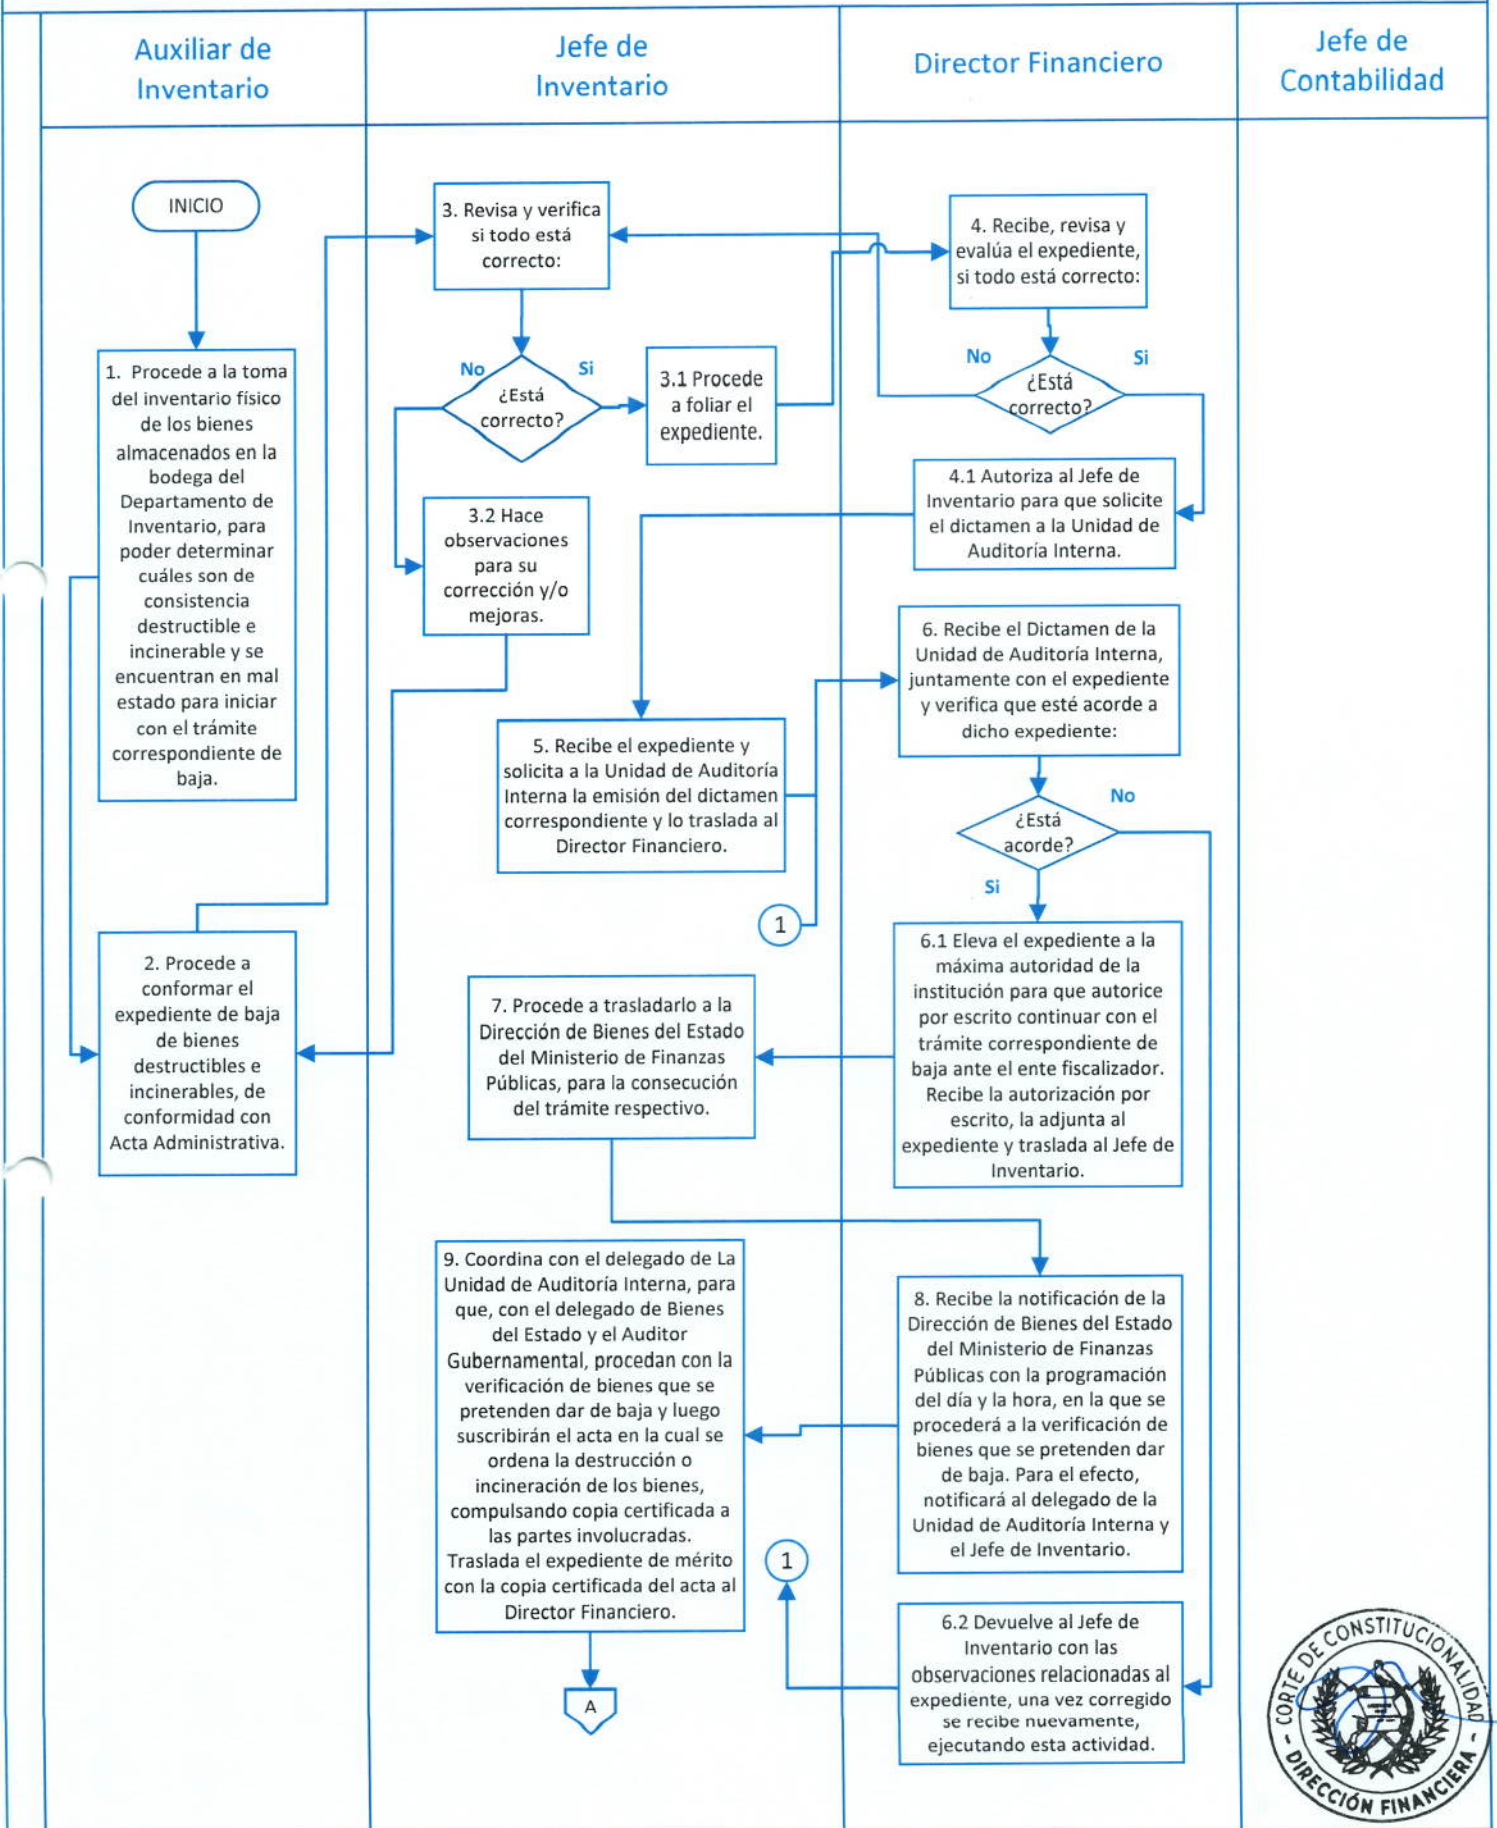 Auxiliar de
Inventario
Jefe de
Inventario
Director Financiero
Jefe de
Contabilidad
INICIO
1. Procede a la toma
del inventario físico
de los bienes
almacenados en la
bodega del
Departamento de
Inventario, para
poder determinar
cuáles son de
consistencia
destructible e
incinerable y se
encuentran en mal
estado para iniciar
con el trámite
correspondiente de
baja.
2. Procede a
conformar el
expediente de baja
de bienes
destructibles e
incinerables, de
conformidad con
Acta Administrativa.
3. Revisa y verifica
si todo está
correcto:
No
Si
¿Está
correcto?
3.1 Procede
a foliar el
expediente.
3.2 Hace
observaciones
para su
corrección y/o
mejoras.
4. Recibe, revisa y
evalúa el expediente,
si todo está correcto:
No
Si
¿Está
correcto?
4.1 Autoriza al Jefe de
Inventario para que solicite
el dictamen a la Unidad de
Auditoría Interna.
5. Recibe el expediente y
solicita a la Unidad de Auditoría
Interna la emisión del dictamen
correspondiente y lo traslada al
Director Financiero.
1
6. Recibe el Dictamen de la
Unidad de Auditoría Interna,
juntamente con el expediente
y verifica que esté acorde a
dicho expediente:
No
¿Está
acorde?
Si
6.1 Eleva el expediente a la
máxima autoridad de la
institución para que autorice
por escrito continuar con el
trámite correspondiente de
baja ante el ente fiscalizador.
Recibe la autorización por
escrito, la adjunta al
expediente y traslada al Jefe de
Inventario.
7. Procede a trasladarlo a la
Dirección de Bienes del Estado
del Ministerio de Finanzas
Públicas, para la consecución
del trámite respectivo.
8. Recibe la notificación de la
Dirección de Bienes del Estado
del Ministerio de Finanzas
Públicas con la programación
del día y la hora, en la que se
procederá a la verificación de
bienes que se pretenden dar
de baja. Para el efecto,
notificará al delegado de la
Unidad de Auditoría Interna y
el Jefe de Inventario.
9. Coordina con el delegado de La
Unidad de Auditoría Interna, para
que, con el delegado de Bienes
del Estado y el Auditor
Gubernamental, procedan con la
verificación de bienes que se
pretenden dar de baja y luego
suscribirán el acta en la cual se
ordena la destrucción o
incineración de los bienes,
compulsando copia certificada a
las partes involucradas.
Traslada el expediente de mérito
con la copia certificada del acta al
Director Financiero.
1
A
6.2 Devuelve al Jefe de
Inventario con las
observaciones relacionadas al
expediente, una vez corregido
se recibe nuevamente,
ejecutando esta actividad.
CORTE DE CONSTITUCIONALIDAD
- DIRECCIÓN FINANCIERA -